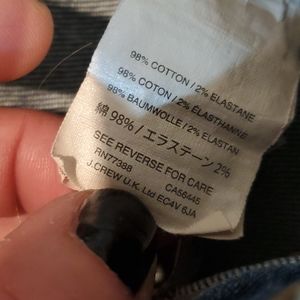 98% COTTON / 2% ELASTANE
98% COTON / 2% ÉLASTHANNE
98% BAUMWOLLE / 2% ELASTAN
綿 98% / エラステーン 2%
SEE REVERSE FOR CARE
RN77388 CA56445
J.CREW U.K. Ltd EC4V 6JA